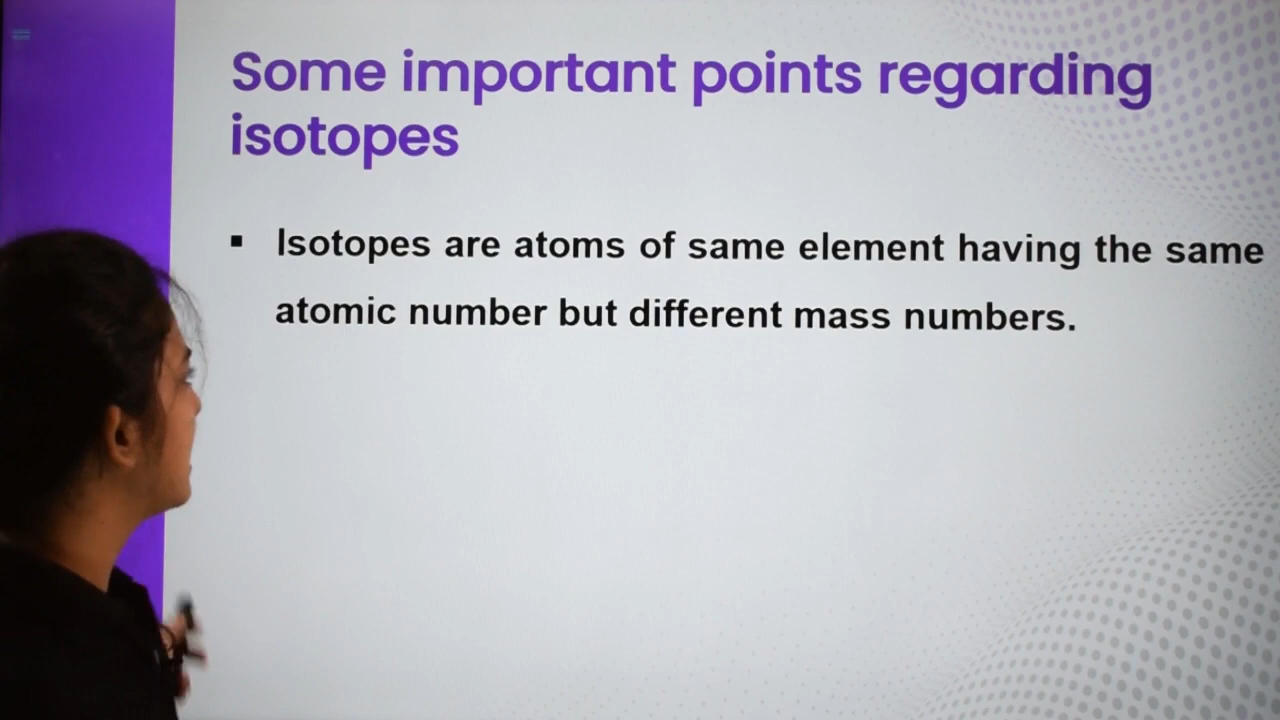 Some important points regarding
isotopes
▪ Isotopes are atoms of same element having the same
atomic number but different mass numbers.